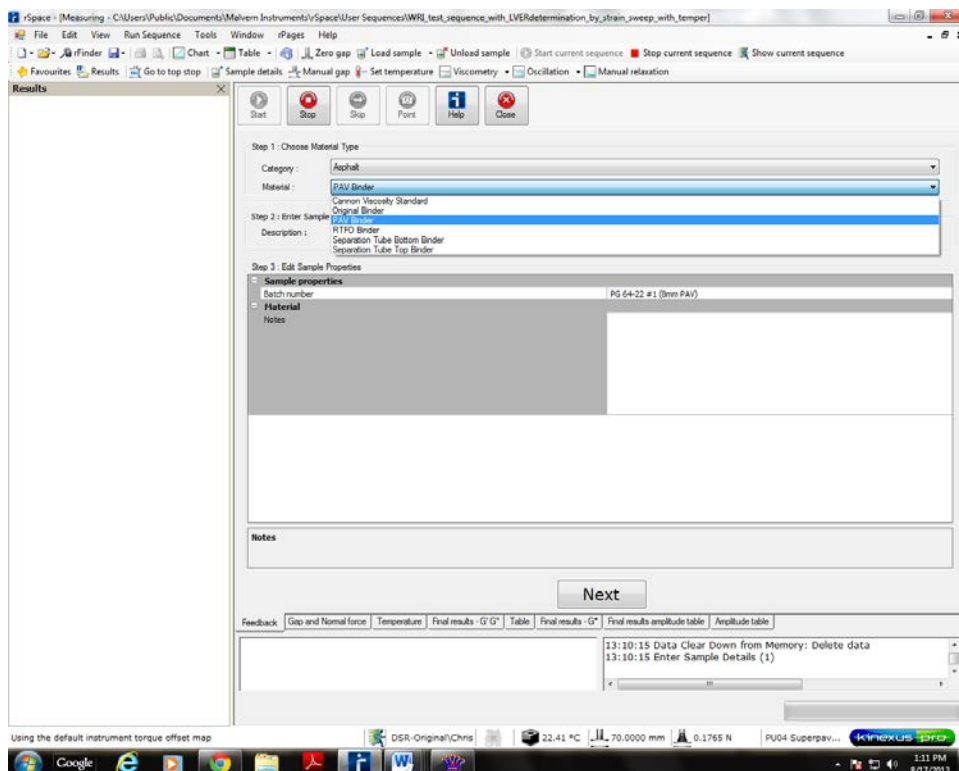 rSpace - [Measuring - C:\Users\Public\Documents\Malvern Instruments\rSpace\User Sequences\WRI_test_sequence_with_LVERdetermination_by_strain_sweep_with_temper]
File Edit View Run Sequence Tools Window rPages Help
rFinder Chart Table Zero gap Load sample Unload sample Start current sequence Stop current sequence Show current sequence
Favourites Results Go to top stop Sample details Manual gap Set temperature Viscometry Oscillation Manual relaxation
Results
Start Stop Skip Point Help Close
Step 1 : Choose Material Type
Category : Asphalt
Material : PAV Binder
Cannon Viscosity Standard
Step 2 : Enter Sample
Original Binder
PAV Binder
Description :
RTFO Binder
Separation Tube Bottom Binder
Separation Tube Top Binder
Step 3 : Edit Sample Properties
Sample properties
Batch number PG 64-22 #1 (8mm PAV)
Material
Notes
Notes
Next
Feedback Gap and Normal force Temperature Final results - G' G" Table Final results - G* Final results amplitude table Amplitude table
13:10:15 Data Clear Down from Memory: Delete data
13:10:15 Enter Sample Details (1)
Using the default instrument torque offset map DSR-Original\Chris 22.41 °C 70.0000 mm 0.1765 N PU04 Superpav... kinexus pro
Google 1:11 PM
8/17/2013